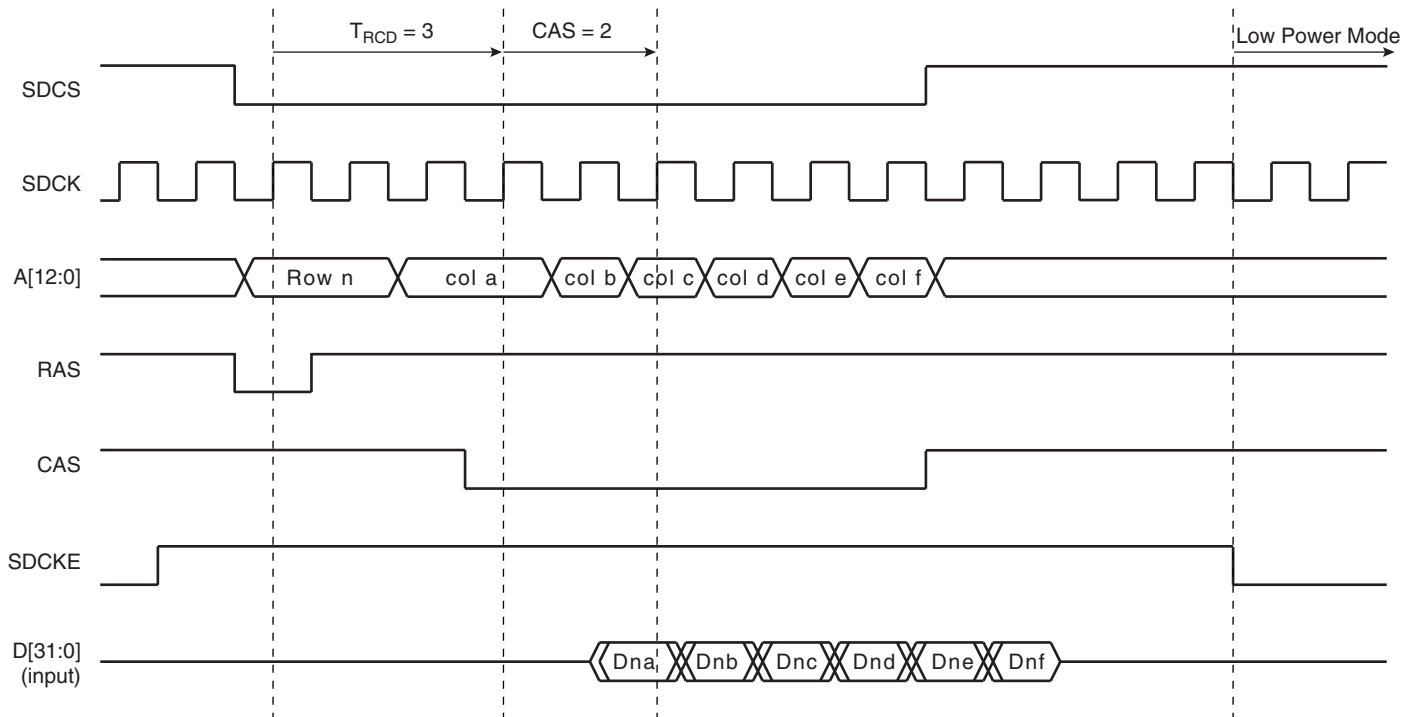 T_RCD = 3
CAS = 2
Low Power Mode
SDCS
SDCK
A[12:0]
Row n
col a
col b
col c
col d
col e
col f
RAS
CAS
SDCKE
D[31:0]
(input)
Dna
Dnb
Dnc
Dnd
Dne
Dnf